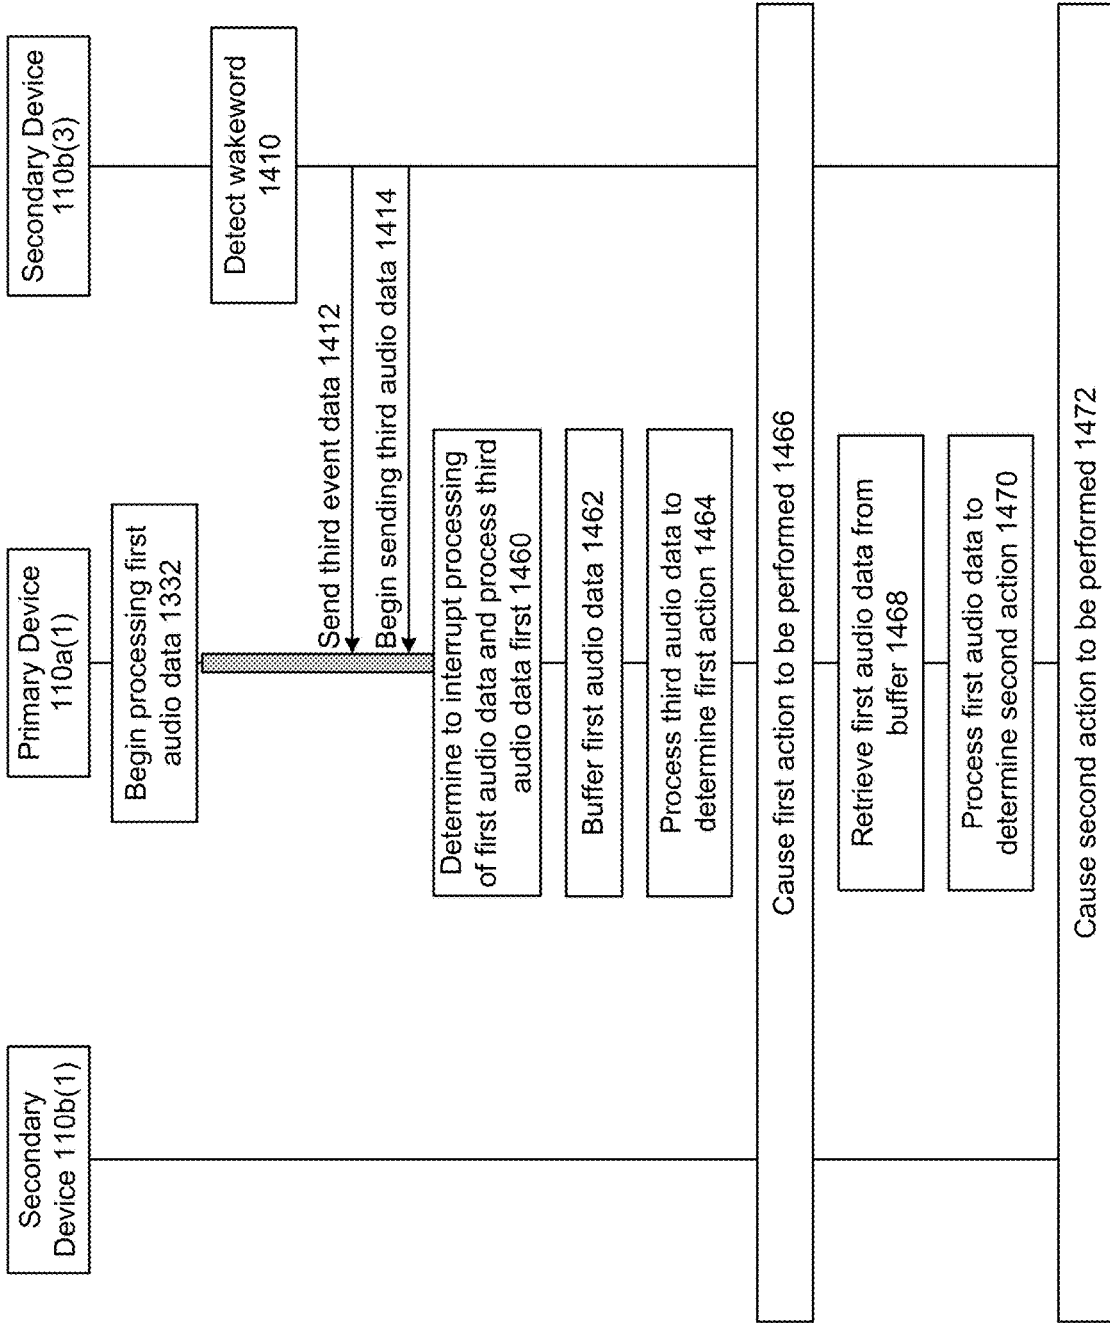 Secondary
Device 110b(1)
Primary Device
110a(1)
Secondary Device
110b(3)
Begin processing first
audio data 1332
Detect wakeword
1410
Send third event data 1412
Begin sending third audio data 1414
Determine to interrupt processing
of first audio data and process third
audio data first 1460
Buffer first audio data 1462
Process third audio data to
determine first action 1464
Cause first action to be performed 1466
Retrieve first audio data from
buffer 1468
Process first audio data to
determine second action 1470
Cause second action to be performed 1472